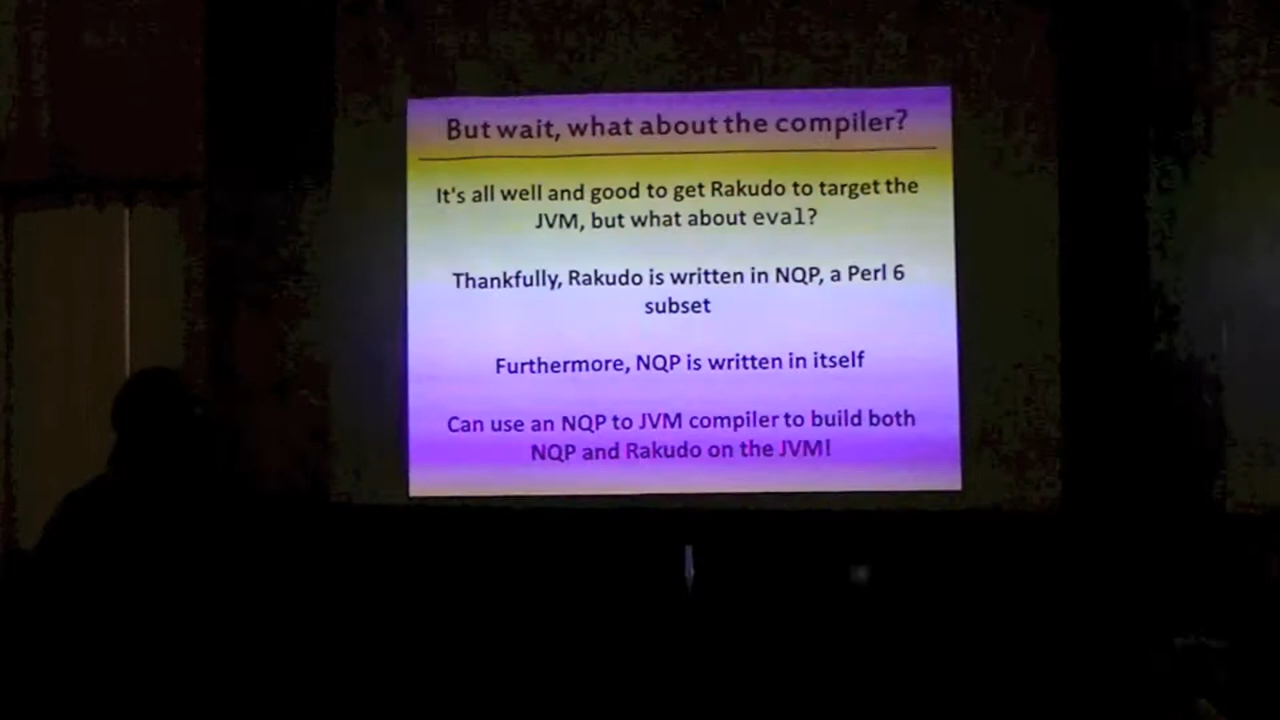 But wait, what about the compiler?
It's all well and good to get Rakudo to target the
JVM, but what about eval?
Thankfully, Rakudo is written in NQP, a Perl 6
subset
Furthermore, NQP is written in itself
Can use an NQP to JVM compiler to build both
NQP and Rakudo on the JVM!